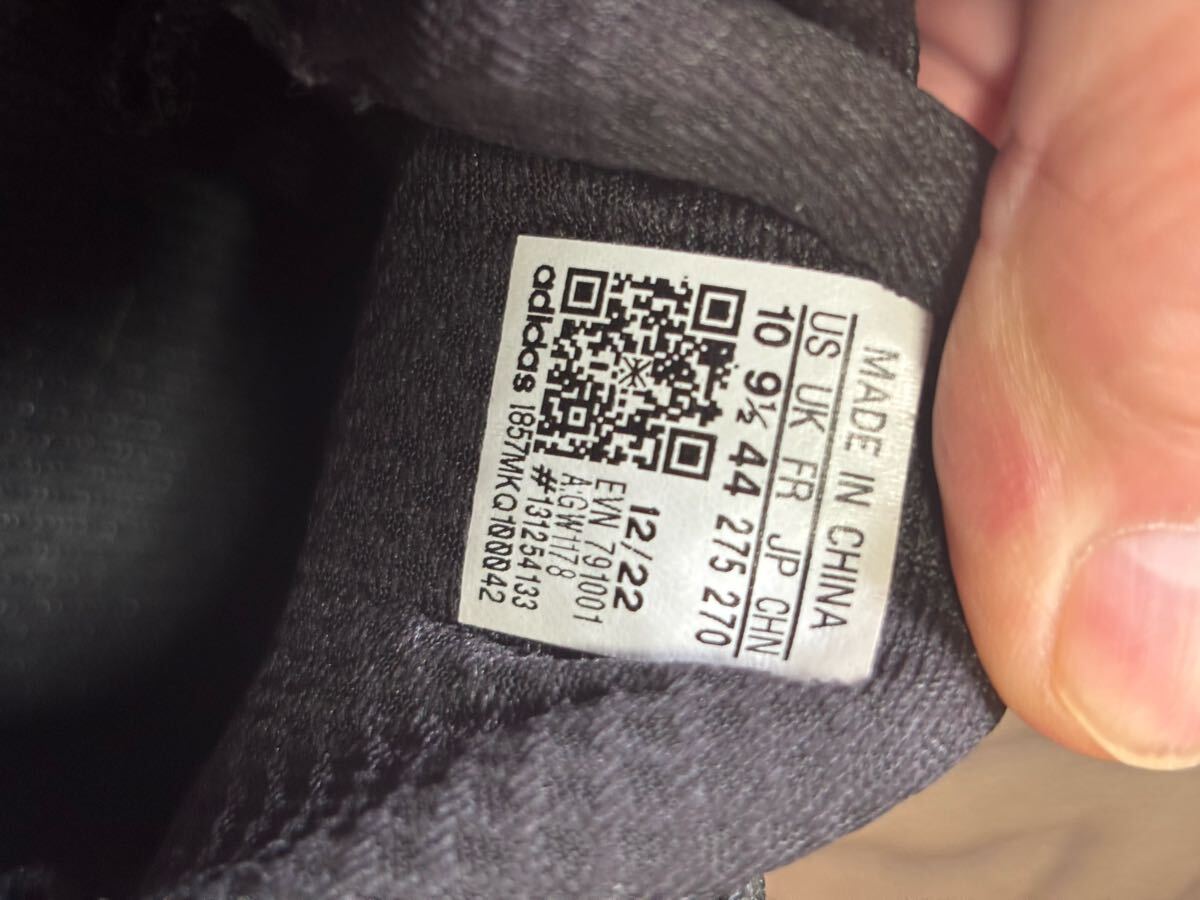 MADE IN CHINA
US UK FR JP CHN
10 9½ 44 275 270
12/22
EVN 791001
A:GW1178
#131254133
adidas 1857MKQ100042